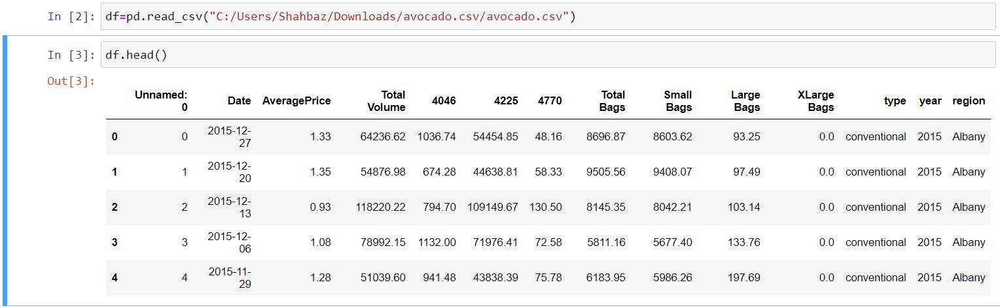 In [2]: df=pd.read_csv("C:/Users/Shahbaz/Downloads/avocado.csv/avocado.csv")
In [3]: df.head()
Out[3]:
Unnamed: 0 Date AveragePrice Total Volume 4046 4225 4770 Total Bags Small Bags Large Bags XLarge Bags type year region
0 0 2015-12-27 1.33 64236.62 1036.74 54454.85 48.16 8696.87 8603.62 93.25 0.0 conventional 2015 Albany
1 1 2015-12-20 1.35 54876.98 674.28 44638.81 58.33 9505.56 9408.07 97.49 0.0 conventional 2015 Albany
2 2 2015-12-13 0.93 118220.22 794.70 109149.67 130.50 8145.35 8042.21 103.14 0.0 conventional 2015 Albany
3 3 2015-12-06 1.08 78992.15 1132.00 71976.41 72.58 5811.16 5677.40 133.76 0.0 conventional 2015 Albany
4 4 2015-11-29 1.28 51039.60 941.48 43838.39 75.78 6183.95 5986.26 197.69 0.0 conventional 2015 Albany